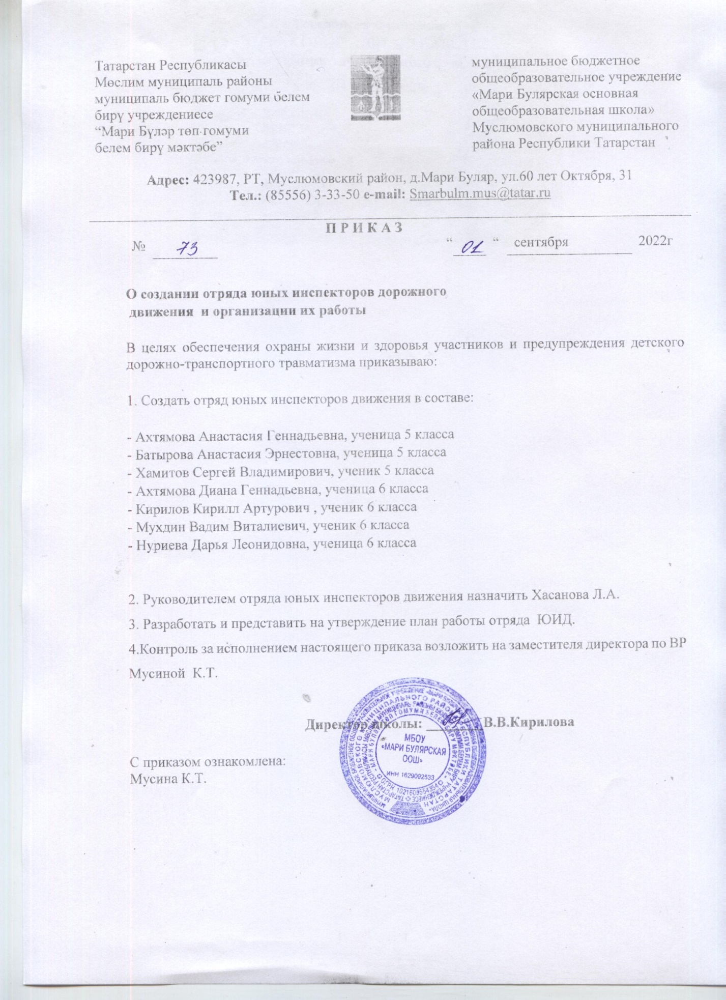 Татарстан Республикасы
Мөслим муниципаль районы
муниципаль бюджет гомуми белем
бирү учреждениесе
“Мари Бүләр төп гомуми
белем бирү мәктәбе”
муниципальное бюджетное
общеобразовательное учреждение
«Мари Булярская основная
общеобразовательная школа»
Муслюмовского муниципального
района Республики Татарстан
Адрес: 423987, РТ, Муслюмовский район, д.Мари Буляр, ул.60 лет Октября, 31
Тел.: (85556) 3-33-50 e-mail: Smarbulm.mus@tatar.ru
П Р И К А З
№ 73 “ 01 “ сентября 2022г
О создании отряда юных инспекторов дорожного
движения и организации их работы
В целях обеспечения охраны жизни и здоровья участников и предупреждения детского
дорожно-транспортного травматизма приказываю:
1. Создать отряд юных инспекторов движения в составе:
- Ахтямова Анастасия Геннадьевна, ученица 5 класса
- Батырова Анастасия Эрнестовна, ученица 5 класса
- Хамитов Сергей Владимирович, ученик 5 класса
- Ахтямова Диана Геннадьевна, ученица 6 класса
- Кирилов Кирилл Артурович , ученик 6 класса
- Мухдин Вадим Виталиевич, ученик 6 класса
- Нуриева Дарья Леонидовна, ученица 6 класса
2. Руководителем отряда юных инспекторов движения назначить Хасанова Л.А.
3. Разработать и представить на утверждение план работы отряда ЮИД.
4.Контроль за исполнением настоящего приказа возложить на заместителя директора по ВР
Мусиной К.Т.
Директор школы: В.В.Кирилова
МБОУ
«МАРИ БУЛЯРСКАЯ
ООШ»
ИНН 1629002533
С приказом ознакомлена:
Мусина К.Т.